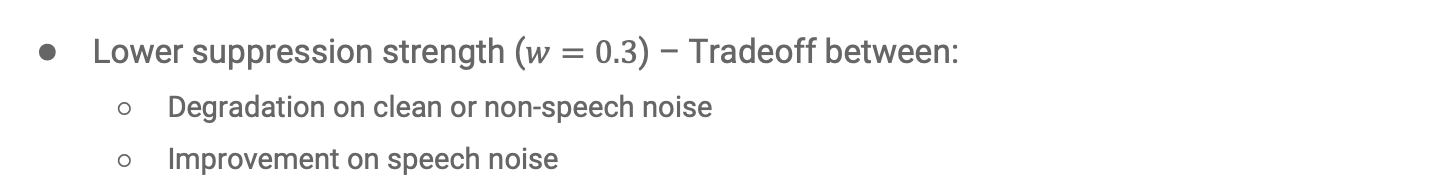 ● Lower suppression strength (w = 0.3) – Tradeoff between:
○ Degradation on clean or non-speech noise
○ Improvement on speech noise